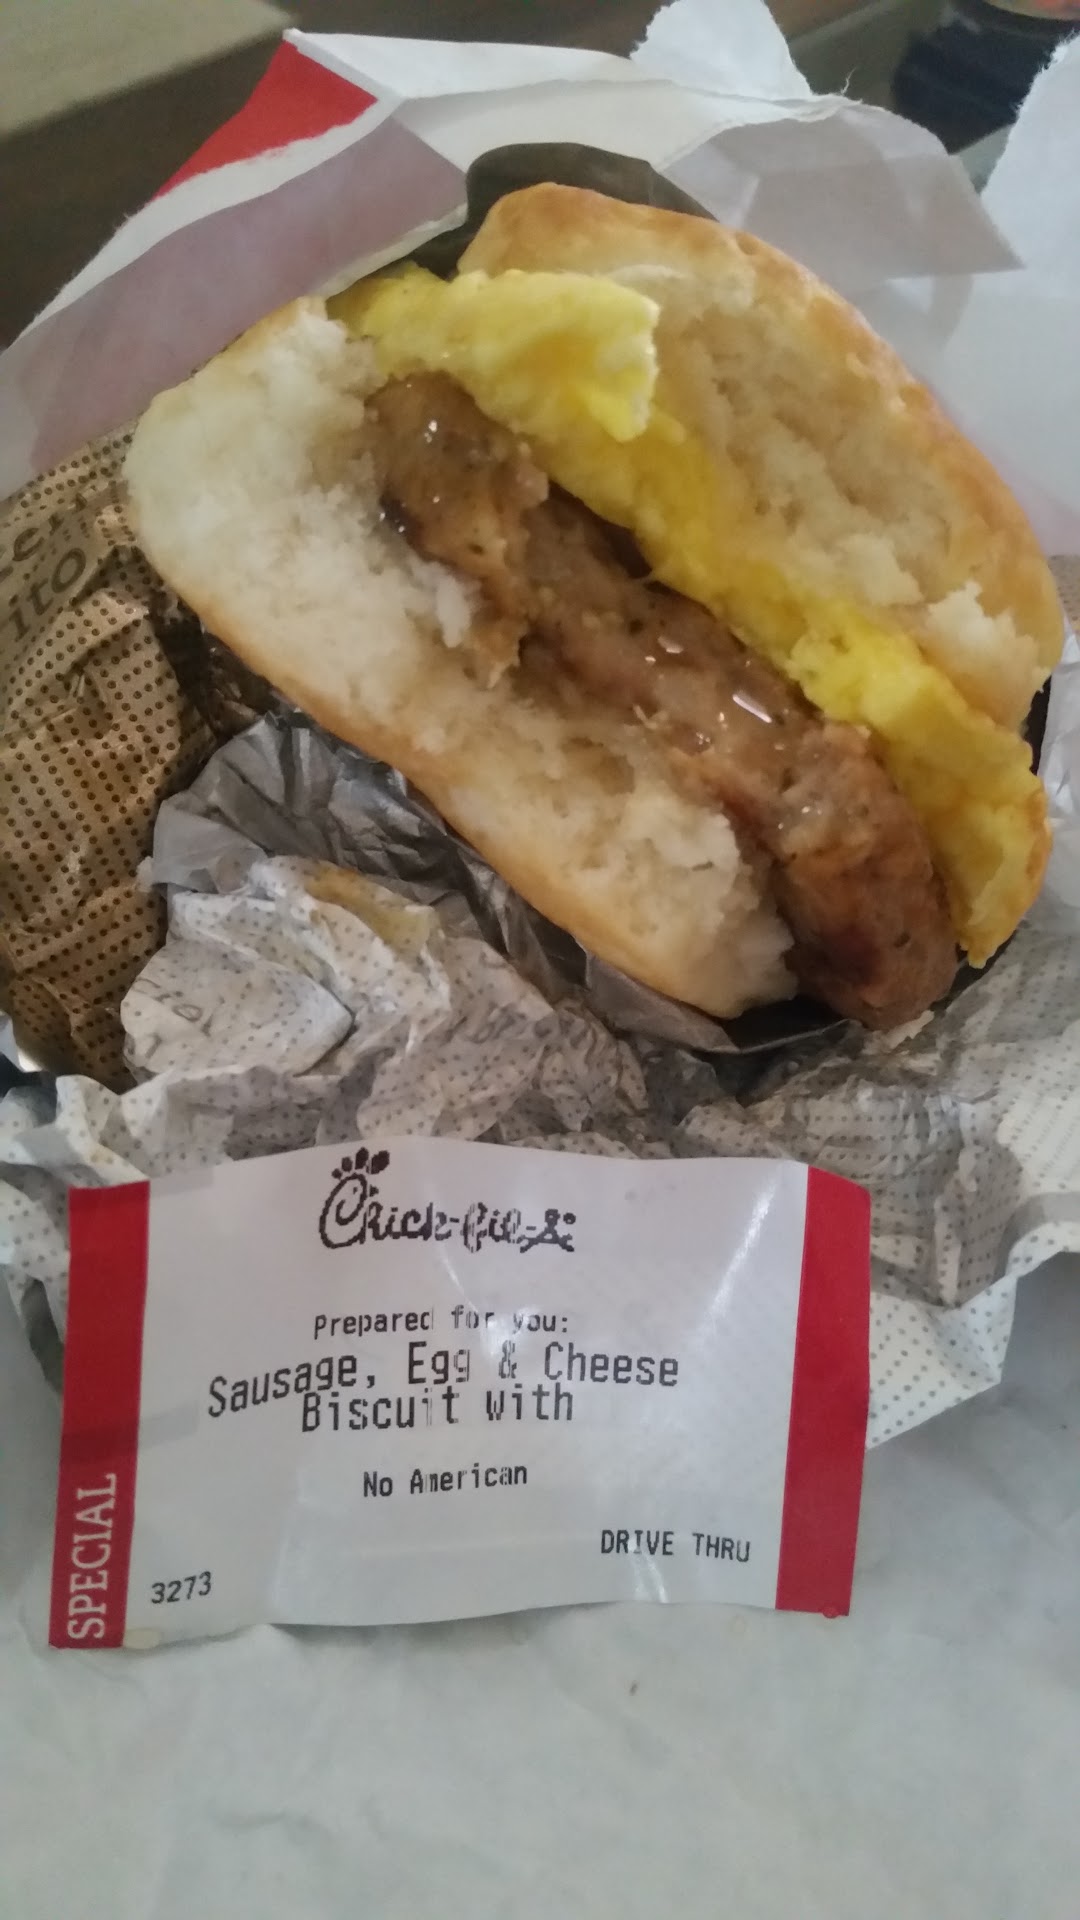 Chick-fil-A
Prepared for you:
Sausage, Egg & Cheese
Biscuit with
No American
DRIVE THRU
3273
SPECIAL